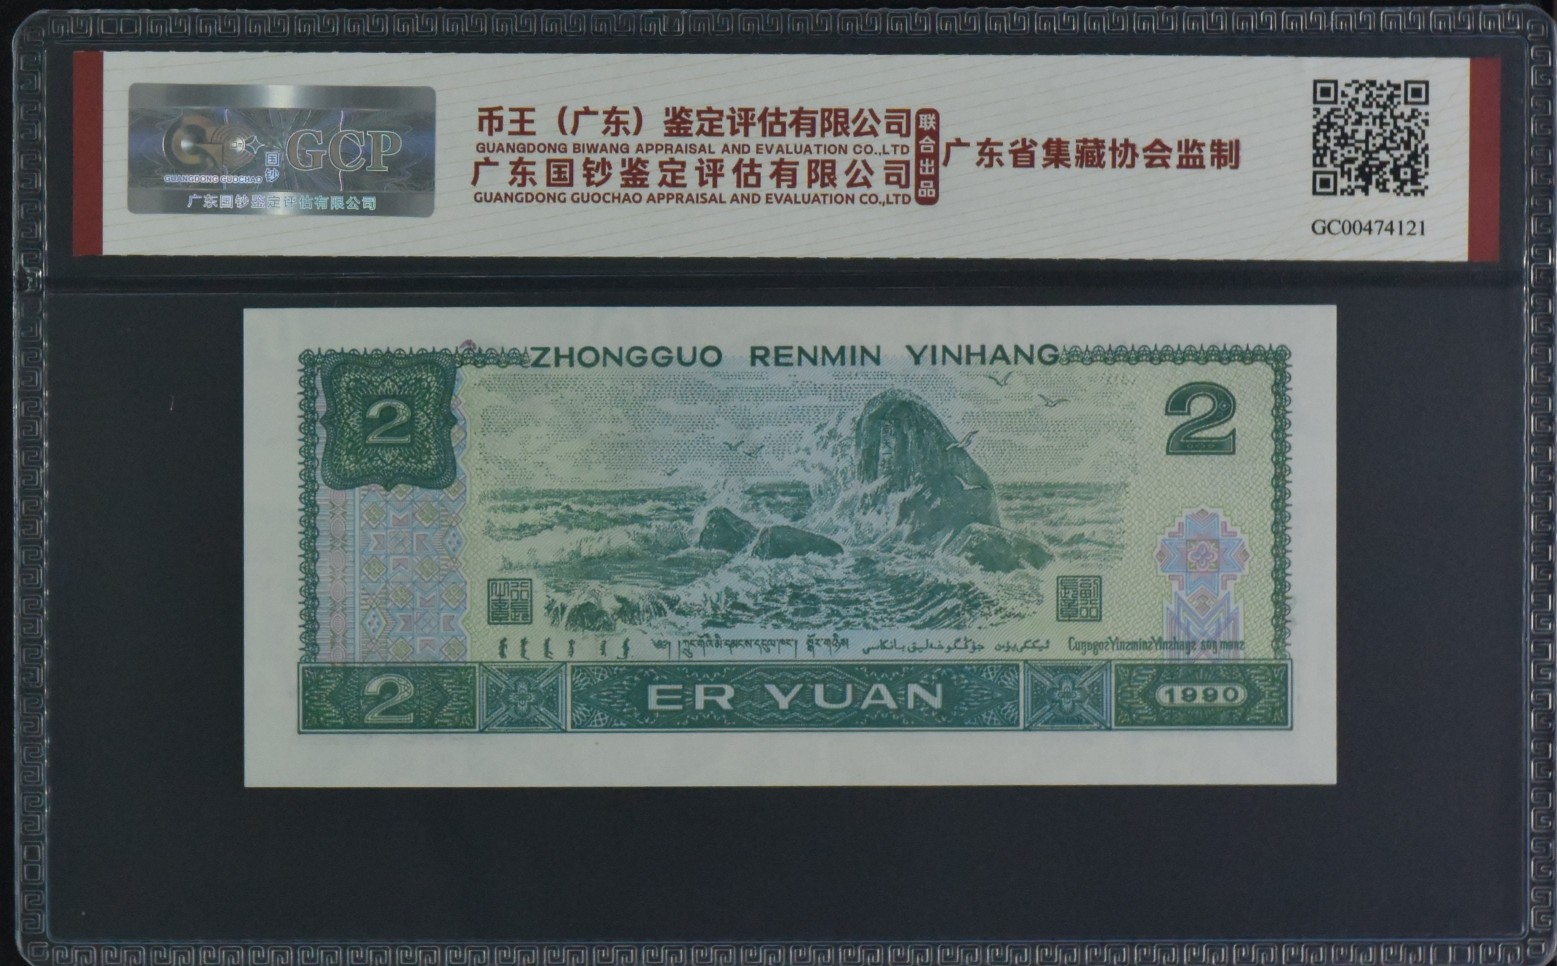 GCP
国钞
GUANGDONG GUOCHAO
广东国钞鉴定评估有限公司
币王（广东）鉴定评估有限公司
GUANGDONG BIWANG APPRAISAL AND EVALUATION CO.,LTD
广东国钞鉴定评估有限公司
GUANGDONG GUOCHAO APPRAISAL AND EVALUATION CO.,LTD
联合出品
广东省集藏协会监制
GC00474121
ZHONGGUO RENMIN YINHANG
2
2
2
ER YUAN
1990